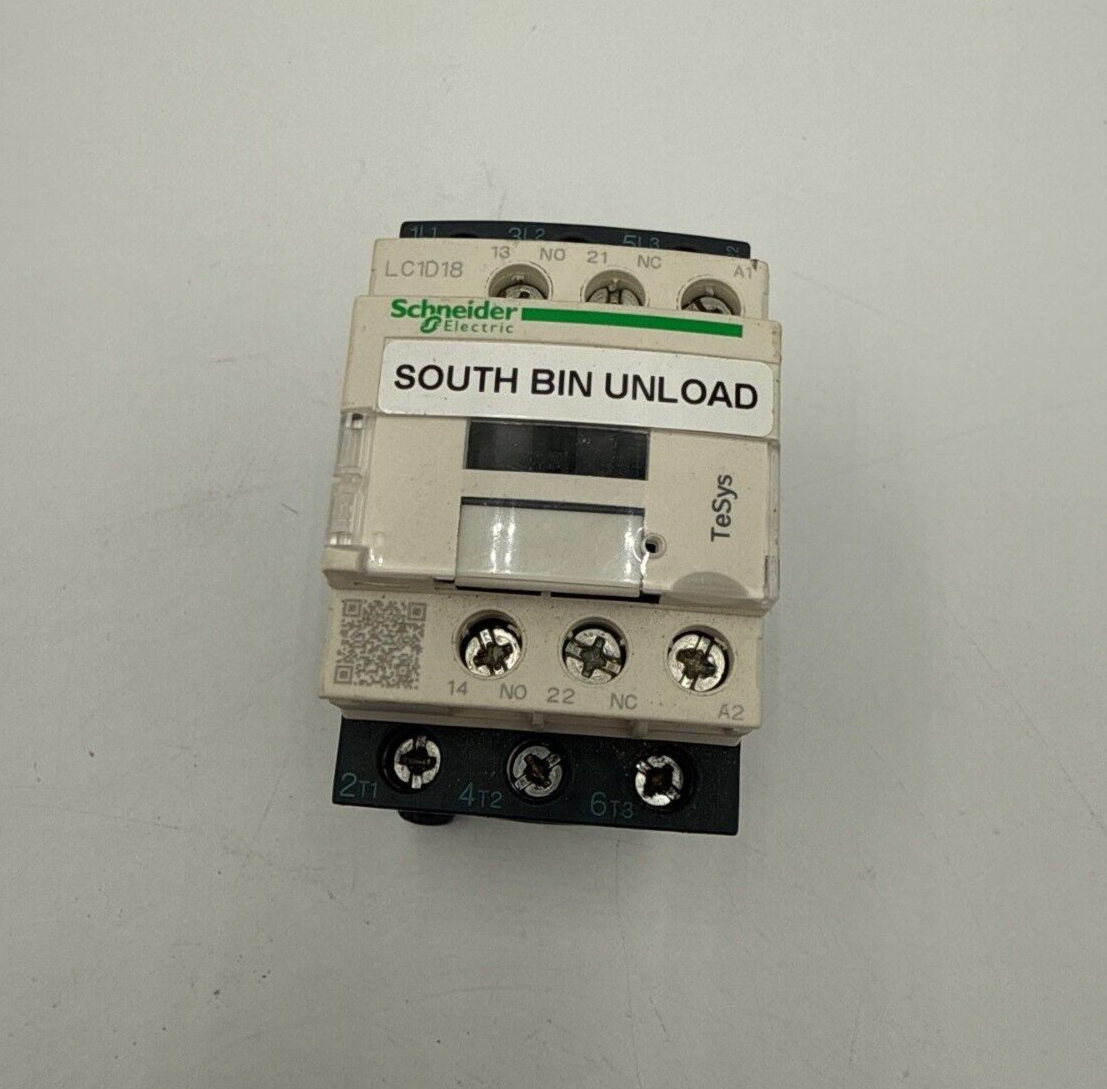 1L1 3L2 5L3
13 NO 21 NC A1
LC1D18
Schneider
Electric
SOUTH BIN UNLOAD
TeSys
14 NO 22 NC A2
2T1 4T2 6T3